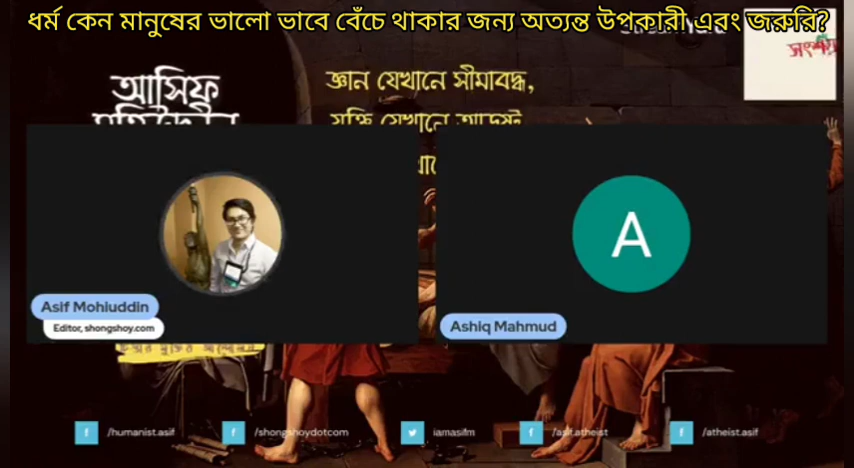 ধর্ম কেন মানুষের ভালো ভাবে বেঁচে থাকার জন্য অত্যন্ত উপকারী এবং জরুরি?
আসিফ
জ্ঞান যেখানে সীমাবদ্ধ,
যুক্তি যেখানে আড়ষ্ট
Asif Mohiuddin
Editor, shongshoy.com
A
Ashiq Mahmud
/humanist.asif
/shongshoydotcom
iamasifm
/asif.atheist
/atheist.asif